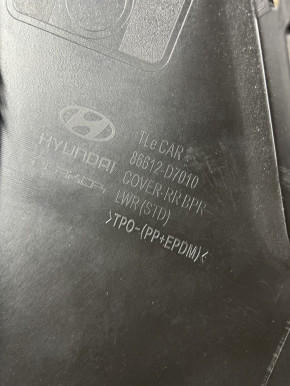 HYUNDAI
TLe CAR
86612-D7010
COVER-RR BPR
LWR(STD)
>TPO-(PP+EPDM)<